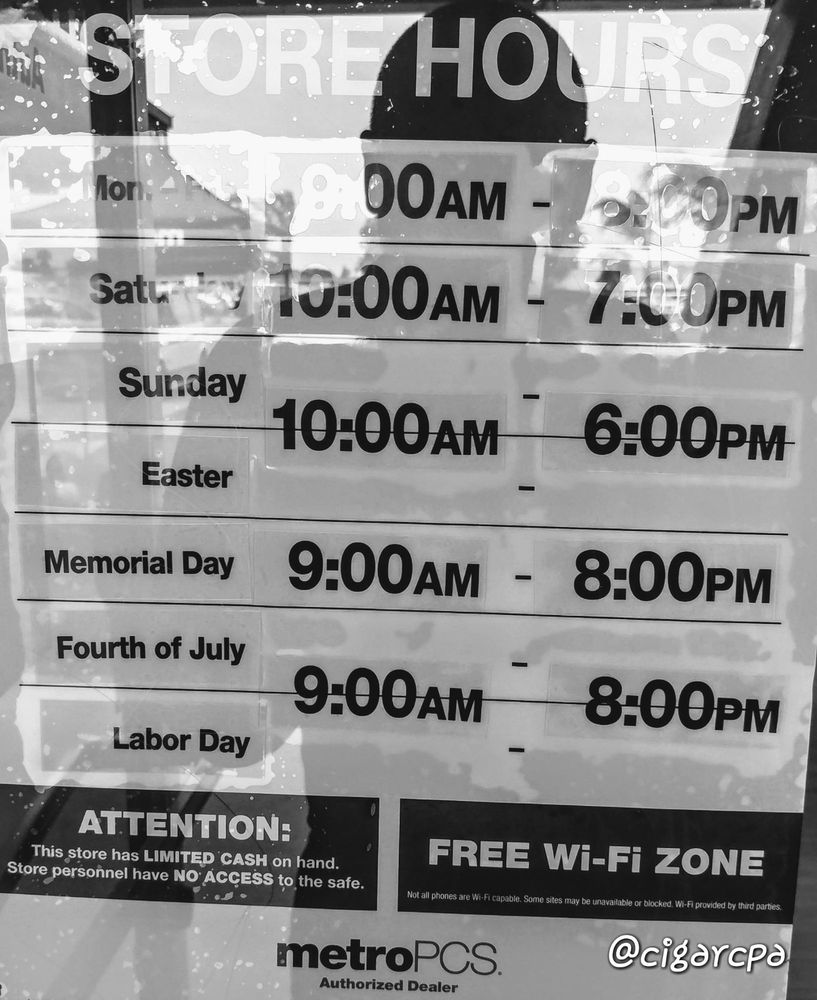 STORE HOURS
Mon. - 9:00AM - 8:00PM
Saturday 10:00AM - 7:00PM
Sunday -
10:00AM 6:00PM
Easter -
Memorial Day 9:00AM - 8:00PM
Fourth of July -
9:00AM 8:00PM
Labor Day -
ATTENTION:
This store has LIMITED CASH on hand.
Store personnel have NO ACCESS to the safe.
FREE Wi-Fi ZONE
Not all phones are Wi-Fi capable. Some sites may be unavailable or blocked. Wi-Fi provided by third parties.
metroPCS.
Authorized Dealer
@cigarcpa